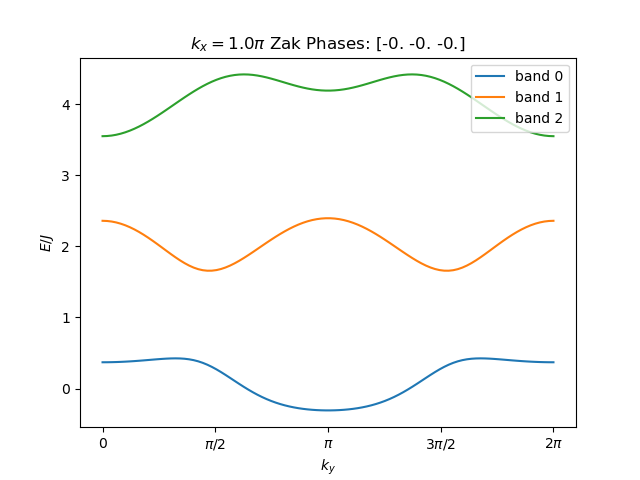 $k_x = 1.0\pi$ Zak Phases: [-0. -0. -0.]
band 0
band 1
band 2
E/J
4
3
2
1
0
0
π/2
π
3π/2
2π
$k_y$